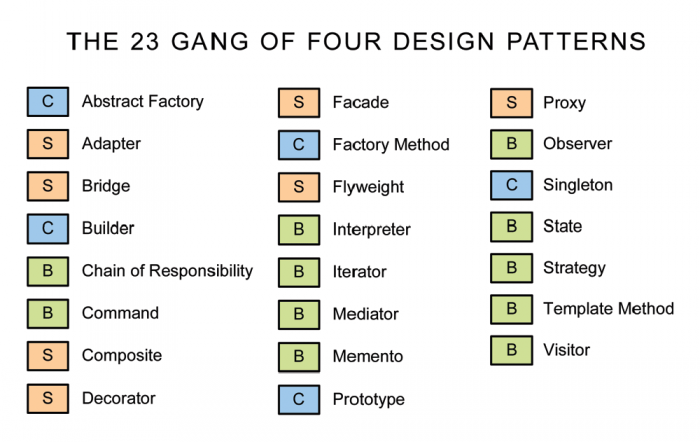 THE 23 GANG OF FOUR DESIGN PATTERNS
C Abstract Factory
S Adapter
S Bridge
C Builder
B Chain of Responsibility
B Command
S Composite
S Decorator
S Facade
C Factory Method
S Flyweight
B Interpreter
B Iterator
B Mediator
B Memento
C Prototype
S Proxy
B Observer
C Singleton
B State
B Strategy
B Template Method
B Visitor